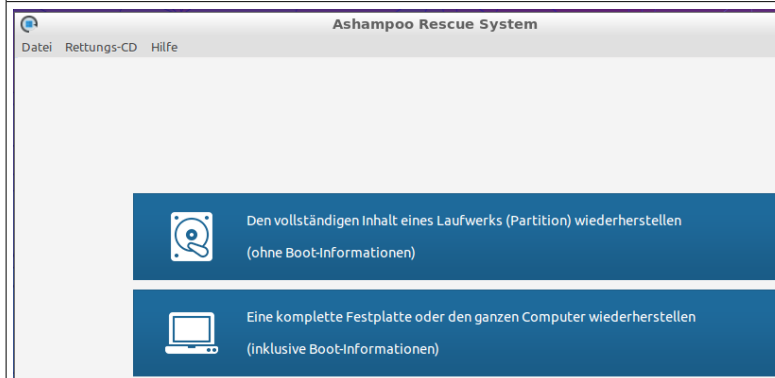 Ashampoo Rescue System
Datei Rettungs-CD Hilfe
Den vollständigen Inhalt eines Laufwerks (Partition) wiederherstellen
(ohne Boot-Informationen)
Eine komplette Festplatte oder den ganzen Computer wiederherstellen
(inklusive Boot-Informationen)